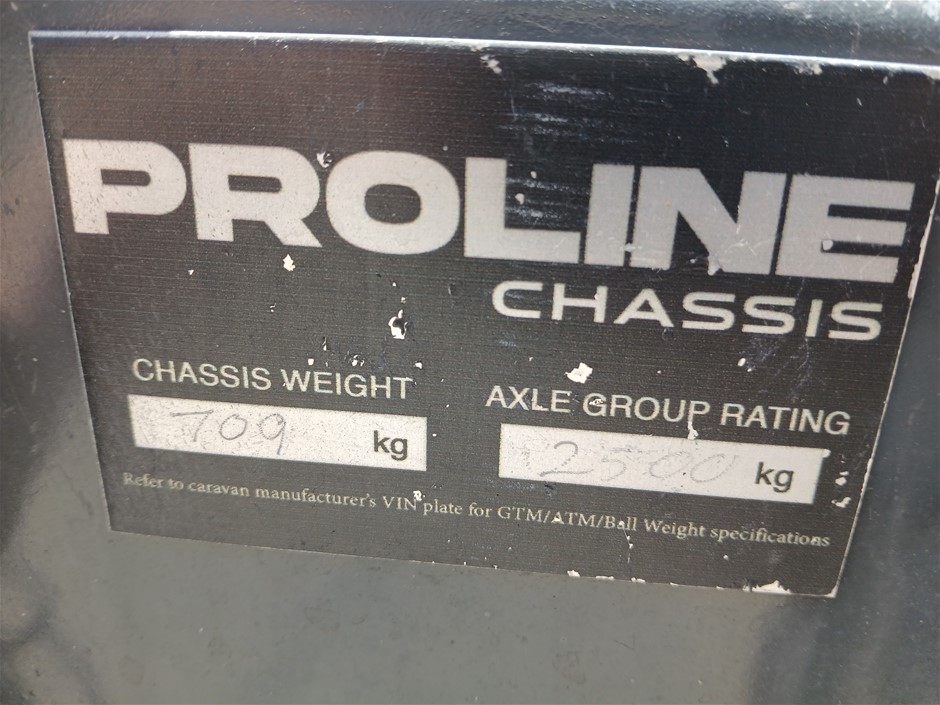 PROLINE
CHASSIS
CHASSIS WEIGHT
709 kg
AXLE GROUP RATING
2500 kg
Refer to caravan manufacturer's VIN plate for GTM/ATM/Ball Weight specifications